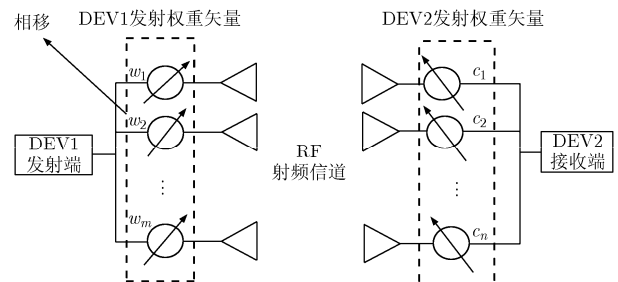 相移
DEV1发射权重矢量
DEV2发射权重矢量
w1
w2
⋮
wm
DEV1
发射端
RF
射频信道
c1
c2
⋮
cn
DEV2
接收端